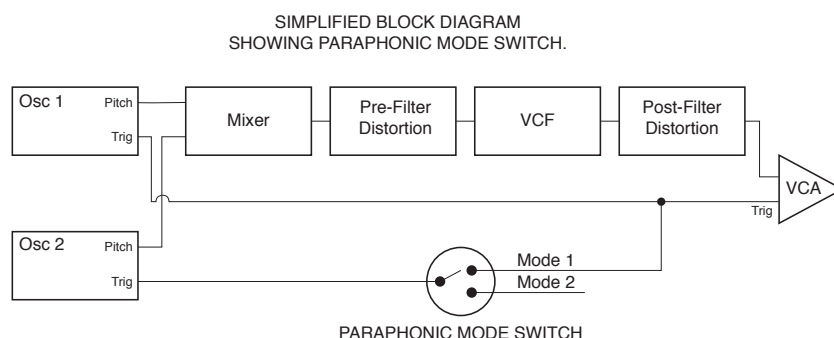 SIMPLIFIED BLOCK DIAGRAM
SHOWING PARAPHONIC MODE SWITCH.
Osc 1
Pitch
Trig
Mixer
Pre-Filter
Distortion
VCF
Post-Filter
Distortion
VCA
Trig
Osc 2
Pitch
Trig
Mode 1
Mode 2
PARAPHONIC MODE SWITCH